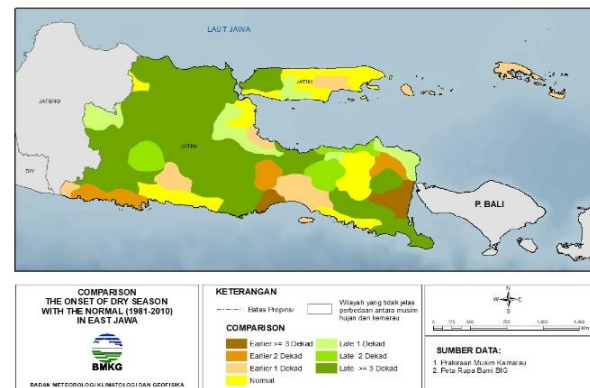 LAUT JAWA
JATENG
JATIM
JATIM
DIY
P. BALI
COMPARISON
THE ONSET OF DRY SEASON
WITH THE NORMAL (1981-2010)
IN EAST JAWA
BMKG
BADAN METEOROLOGI KLIMATOLOGI DAN GEOFISIKA
KETERANGAN
Batas Propinsi
Wilayah yang tidak jelas
perbedaan antara musim
hujan dan kemarau
COMPARISON
Earlier >= 3 Dekad
Earlier 2 Dekad
Earlier 1 Dekad
Normal
Late 1 Dekad
Late 2 Dekad
Late >= 3 Dekad
N
W
E
S
SUMBER DATA:
1. Prakiraan Musim Kemarau
2. Peta Rupa Bumi BIG